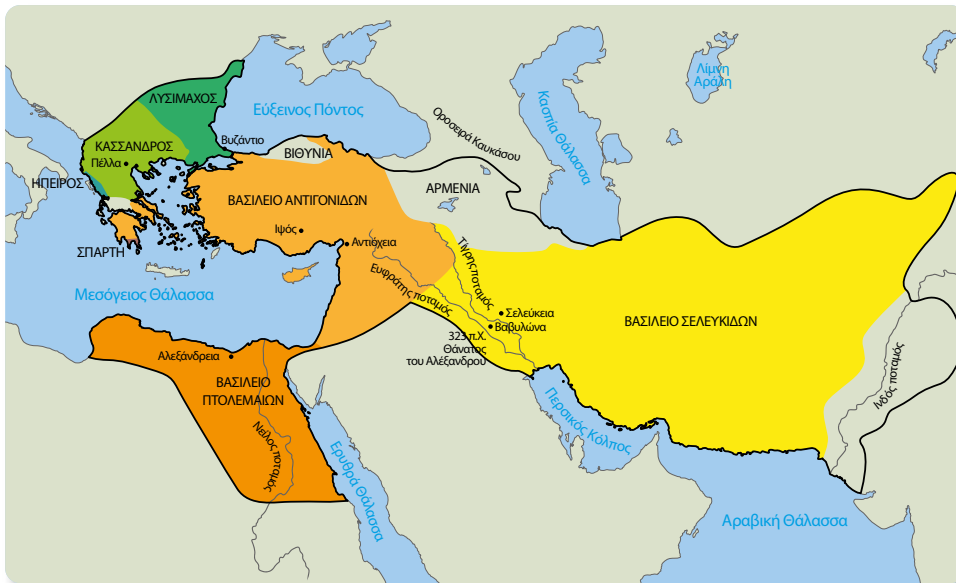 Λίμνη
Αράλη
ΛΥΣΙΜΑΧΟΣ
Εύξεινος Πόντος
Κασπία Θάλασσα
Οροσειρά Καυκάσου
ΚΑΣΣΑΝΔΡΟΣ
Πέλλα
Βυζάντιο
ΒΙΘΥΝΙΑ
ΗΠΕΙΡΟΣ
ΑΡΜΕΝΙΑ
ΒΑΣΙΛΕΙΟ ΑΝΤΙΓΟΝΙΔΩΝ
Ιψός
ΣΠΑΡΤΗ
Αντιόχεια
Τίγρης ποταμός
Ευφράτης ποταμός
Μεσόγειος Θάλασσα
Σελεύκεια
Βαβυλώνα
323 π.Χ.
Θάνατος
του Αλέξανδρου
ΒΑΣΙΛΕΙΟ ΣΕΛΕΥΚΙΔΩΝ
Αλεξάνδρεια
ΒΑΣΙΛΕΙΟ
ΠΤΟΛΕΜΑΙΩΝ
Νείλος ποταμός
Ερυθρά Θάλασσα
Περσικός Κόλπος
Ινδός ποταμός
Αραβική Θάλασσα